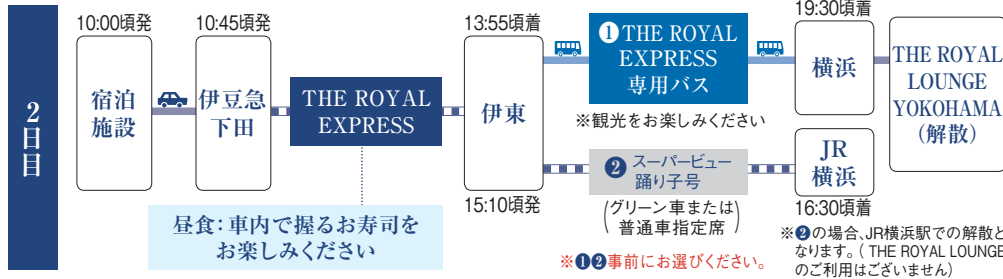 2日目
10:00頃発
宿泊
施設
10:45頃発
伊豆急
下田
THE ROYAL
EXPRESS
昼食：車内で握るお寿司を
お楽しみください
13:55頃着
伊東
15:10頃発
❶THE ROYAL
EXPRESS
専用バス
※観光をお楽しみください
❷スーパービュー
踊り子号
(グリーン車または
普通車指定席)
※❶❷事前にお選びください。
19:30頃着
横浜
THE ROYAL
LOUNGE
YOKOHAMA
(解散)
JR
横浜
16:30頃着
※❷の場合、JR横浜駅での解散と
なります。( THE ROYAL LOUNGE
のご利用はございません)